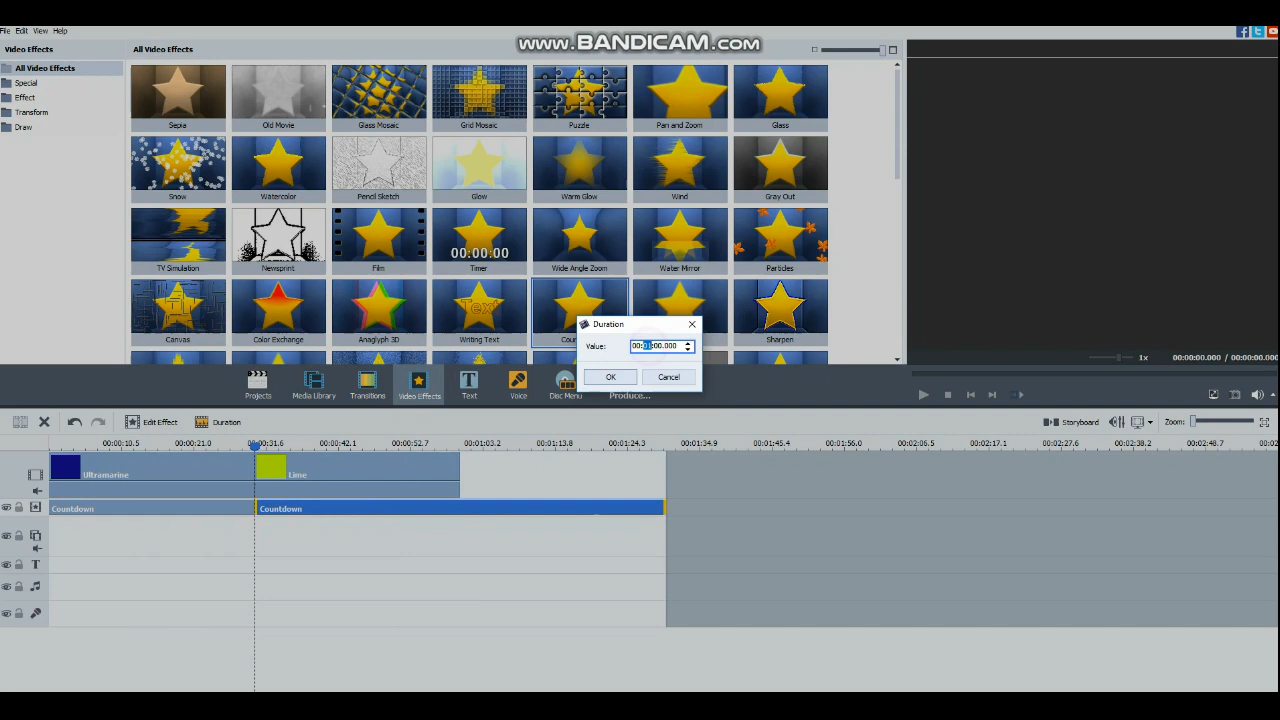 File Edit View Help
www.BANDICAM.com
Video Effects
All Video Effects
All Video Effects
Special
Effect
Transform
Draw
Sepia
Old Movie
Glass Mosaic
Grid Mosaic
Puzzle
Pan and Zoom
Glass
Snow
Watercolor
Pencil Sketch
Glow
Warm Glow
Wind
Gray Out
00:00:00
TV Simulation
Newsprint
Film
Timer
Wide Angle Zoom
Water Mirror
Particles
Text
Canvas
Color Exchange
Anaglyph 3D
Writing Text
Sharpen
Duration
Value: 00:01:00.000
OK Cancel
1x 00:00:00.000 / 00:00:00.000
Projects
Media Library
Transitions
Video Effects
Text
Voice
Disc Menu
Produce...
Edit Effect
Duration
Storyboard
Zoom:
00:00:10.5 00:00:21.0 00:00:31.6 00:00:42.1 00:00:52.7 00:01:03.2 00:01:13.8 00:01:24.3 00:01:34.9 00:01:45.4 00:01:56.0 00:02:06.5 00:02:17.1 00:02:27.6 00:02:38.2 00:02:48.7
Ultramarine
Lime
Countdown
Countdown
T